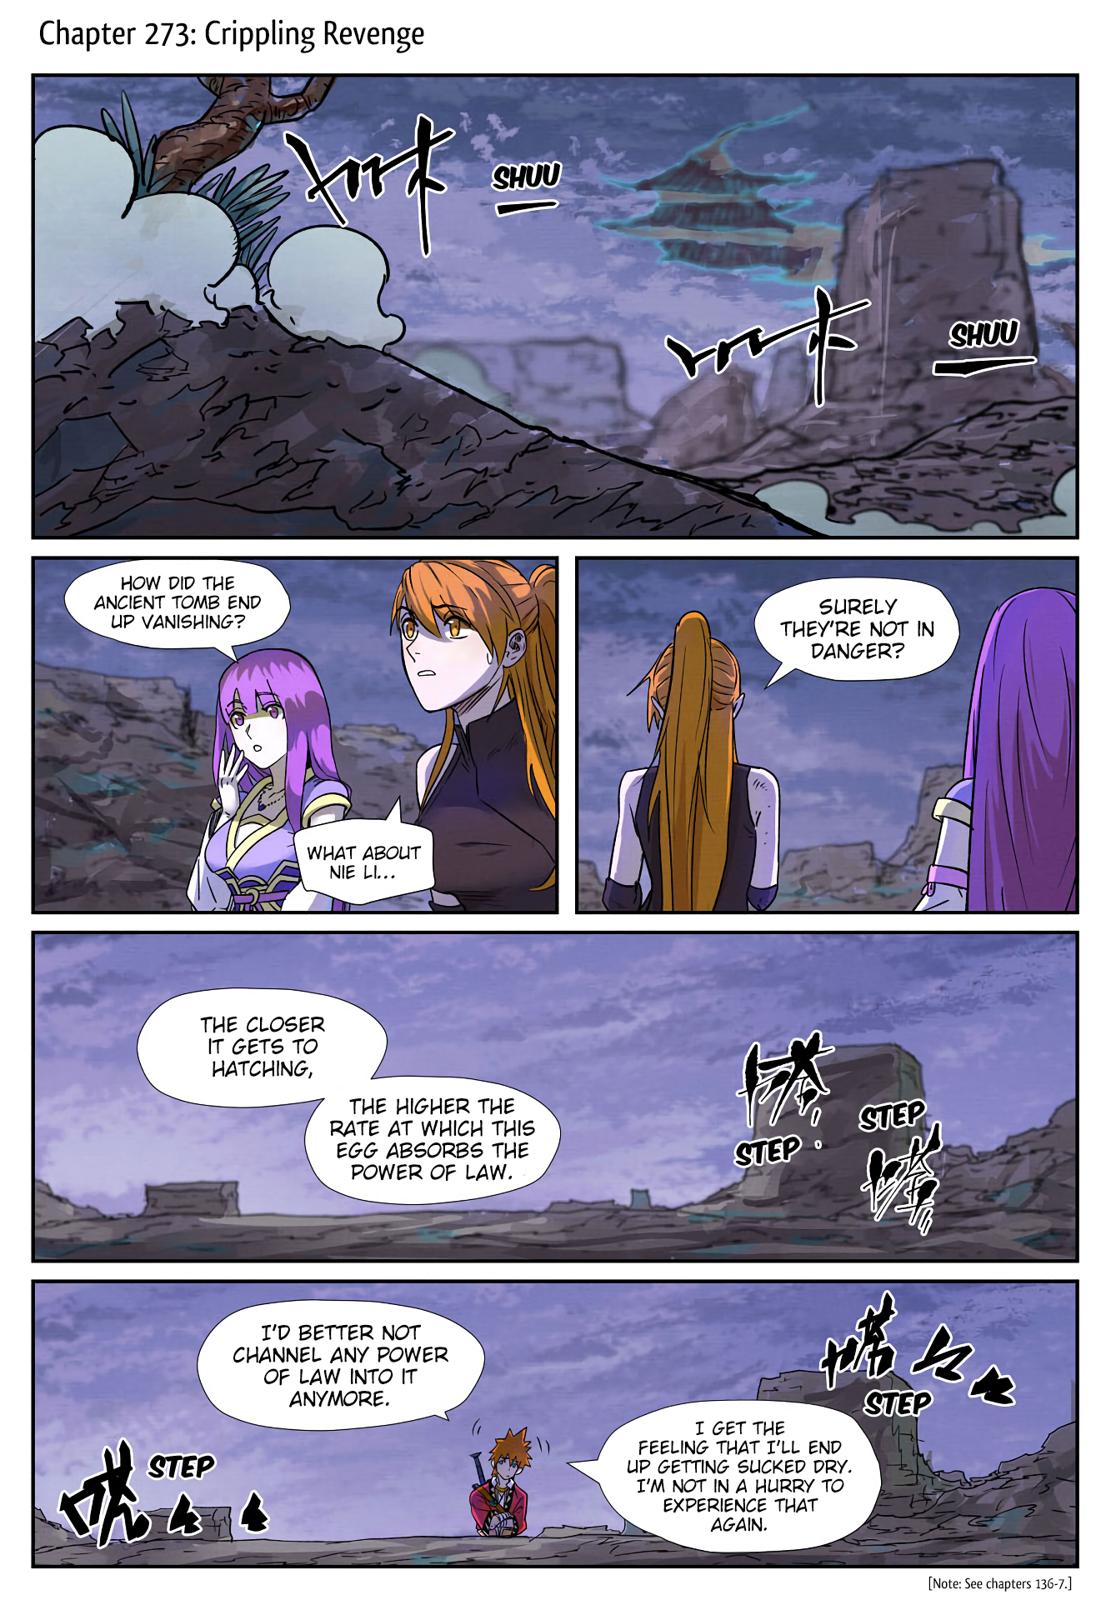 Chapter 273: Crippling Revenge
SHUU
SHUU
HOW DID THE
ANCIENT TOMB END
UP VANISHING?
WHAT ABOUT
NIE LI...
SURELY
THEY'RE NOT IN
DANGER?
THE CLOSER
IT GETS TO
HATCHING,
THE HIGHER THE
RATE AT WHICH THIS
EGG ABSORBS THE
POWER OF LAW.
STEP
STEP
I'D BETTER NOT
CHANNEL ANY POWER
OF LAW INTO IT
ANYMORE.
STEP
I GET THE
FEELING THAT I'LL END
UP GETTING SUCKED DRY.
I'M NOT IN A HURRY TO
EXPERIENCE THAT
AGAIN.
STEP
[Note: See chapters 136-7.]